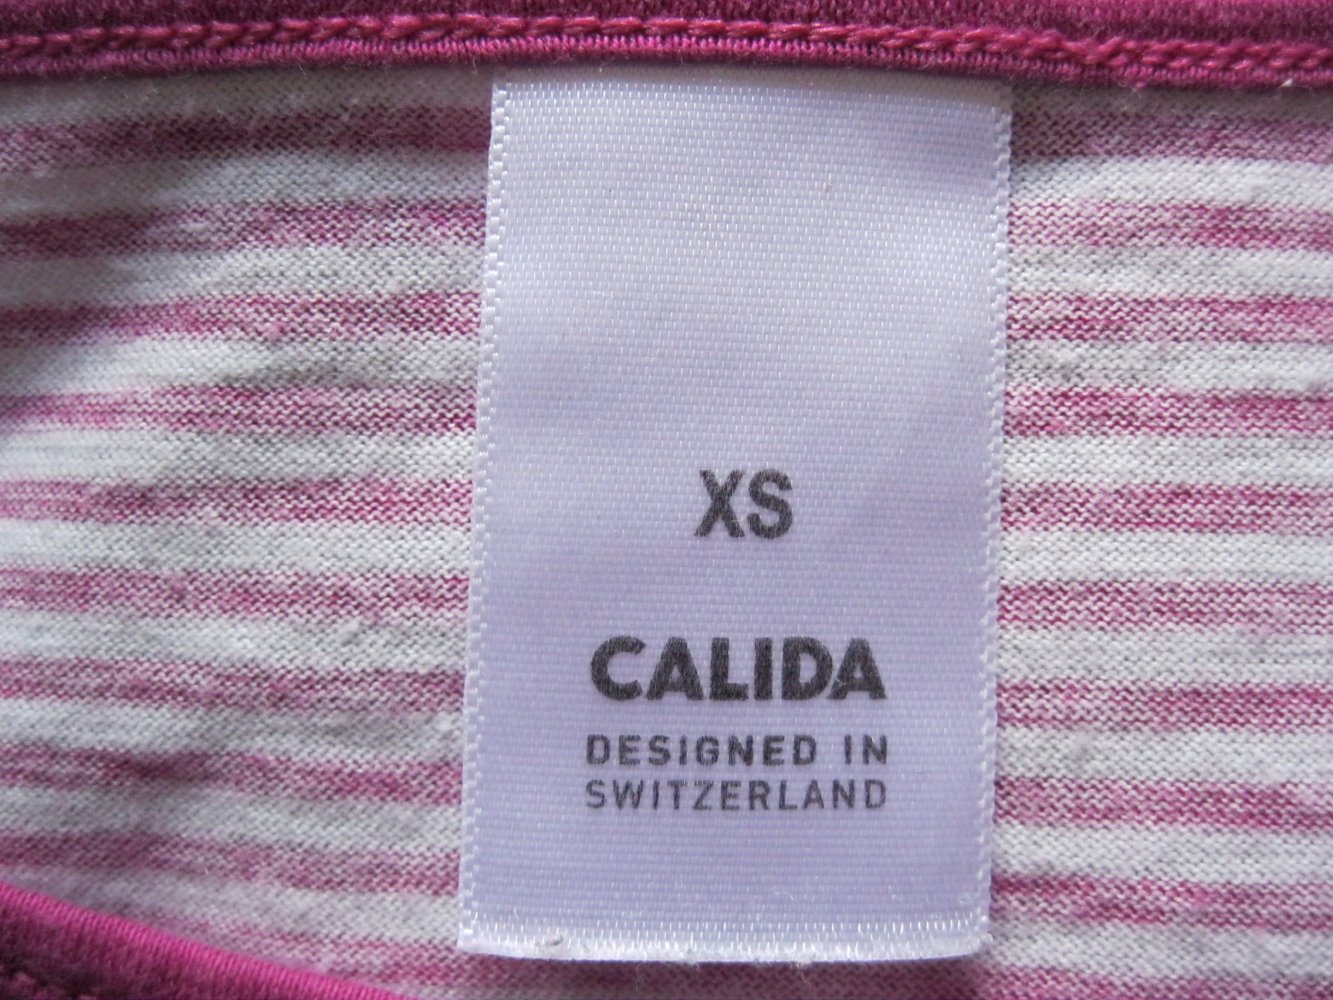 XS
CALIDA
DESIGNED IN
SWITZERLAND